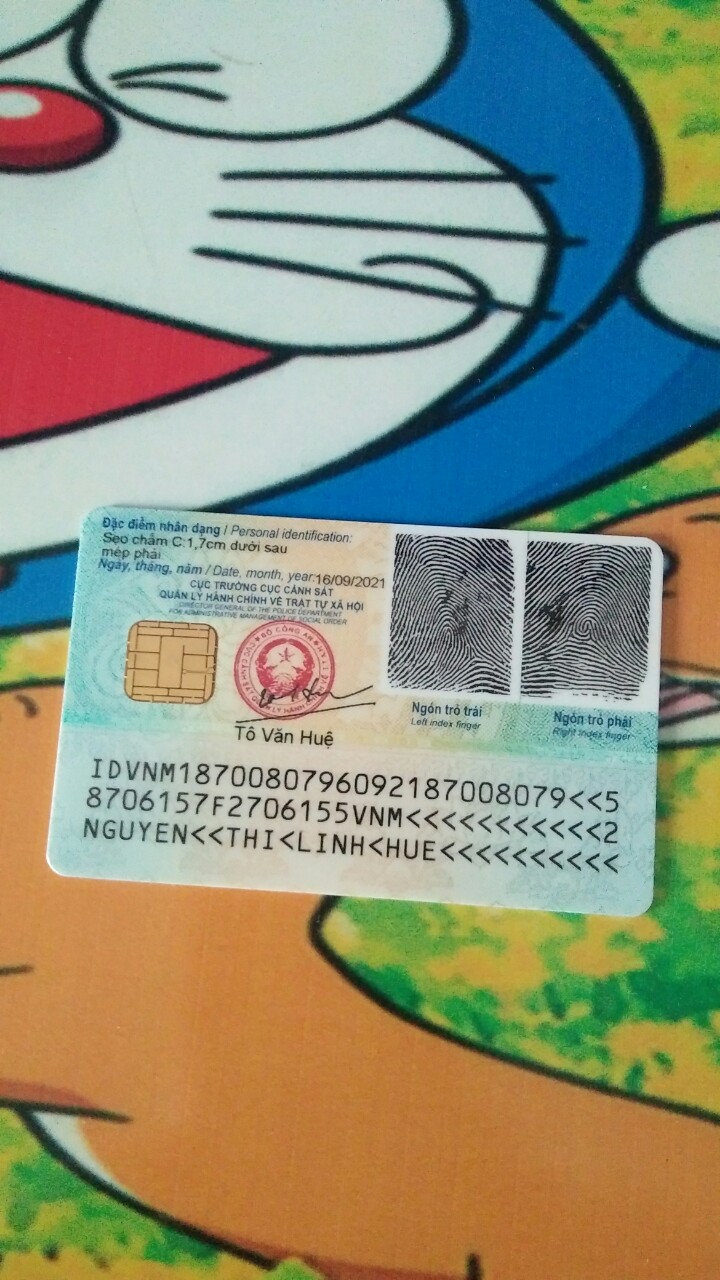 Đặc điểm nhân dạng / Personal identification:
Sẹo chấm C:1,7cm dưới sau
mép phải
Ngày, tháng, năm / Date, month, year:16/09/2021
CỤC TRƯỞNG CỤC CẢNH SÁT
QUẢN LÝ HÀNH CHÍNH VỀ TRẬT TỰ XÃ HỘI
DIRECTOR GENERAL OF THE POLICE DEPARTMENT
FOR ADMINISTRATIVE MANAGEMENT OF SOCIAL ORDER
BỘ CÔNG AN
Tô Văn Huệ
Ngón trỏ trái
Left index finger
Ngón trỏ phải
Right index finger
IDVNM1870080796092187008079<<5
8706157F2706155VNM<<<<<<<<<<<2
NGUYEN<<THI<LINH<HUE<<<<<<<<<<